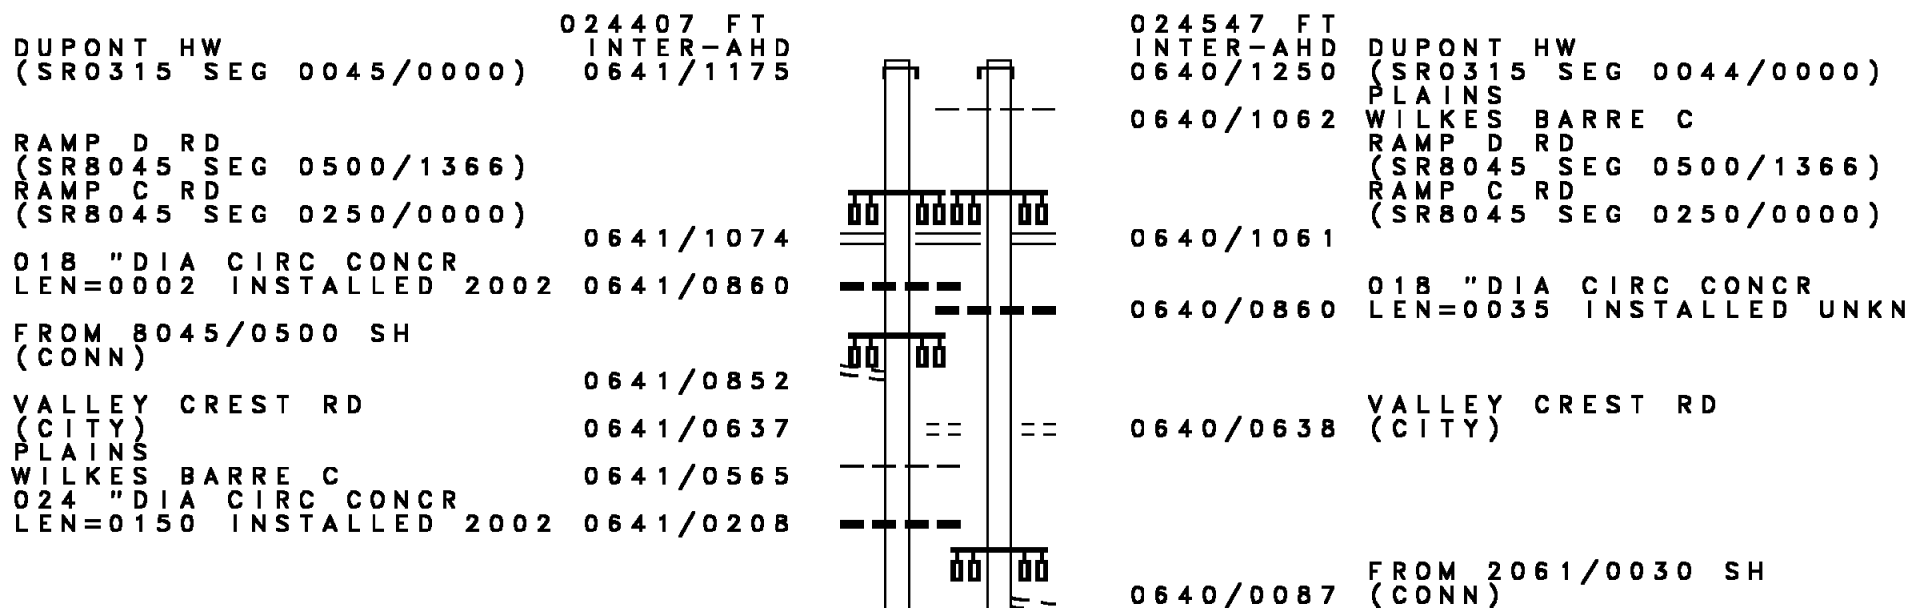 024407 FT
024547 FT
DUPONT HW INTER-AHD
INTER-AHD DUPONT HW
(SR0315 SEG 0045/0000) 0641/1175
0640/1250 (SR0315 SEG 0044/0000)
PLAINS
0640/1062 WILKES BARRE C
RAMP D RD
RAMP D RD
(SR8045 SEG 0500/1366)
(SR8045 SEG 0500/1366)
RAMP C RD
RAMP C RD
(SR8045 SEG 0250/0000)
(SR8045 SEG 0250/0000)
0641/1074
0640/1061
018 "DIA CIRC CONCR
LEN=0002 INSTALLED 2002 0641/0860
018 "DIA CIRC CONCR
0640/0860 LEN=0035 INSTALLED UNKN
FROM 8045/0500 SH
(CONN)
0641/0852
VALLEY CREST RD
VALLEY CREST RD
(CITY) 0641/0637
0640/0638 (CITY)
PLAINS
WILKES BARRE C 0641/0565
024 "DIA CIRC CONCR
LEN=0150 INSTALLED 2002 0641/0208
FROM 2061/0030 SH
0640/0087 (CONN)